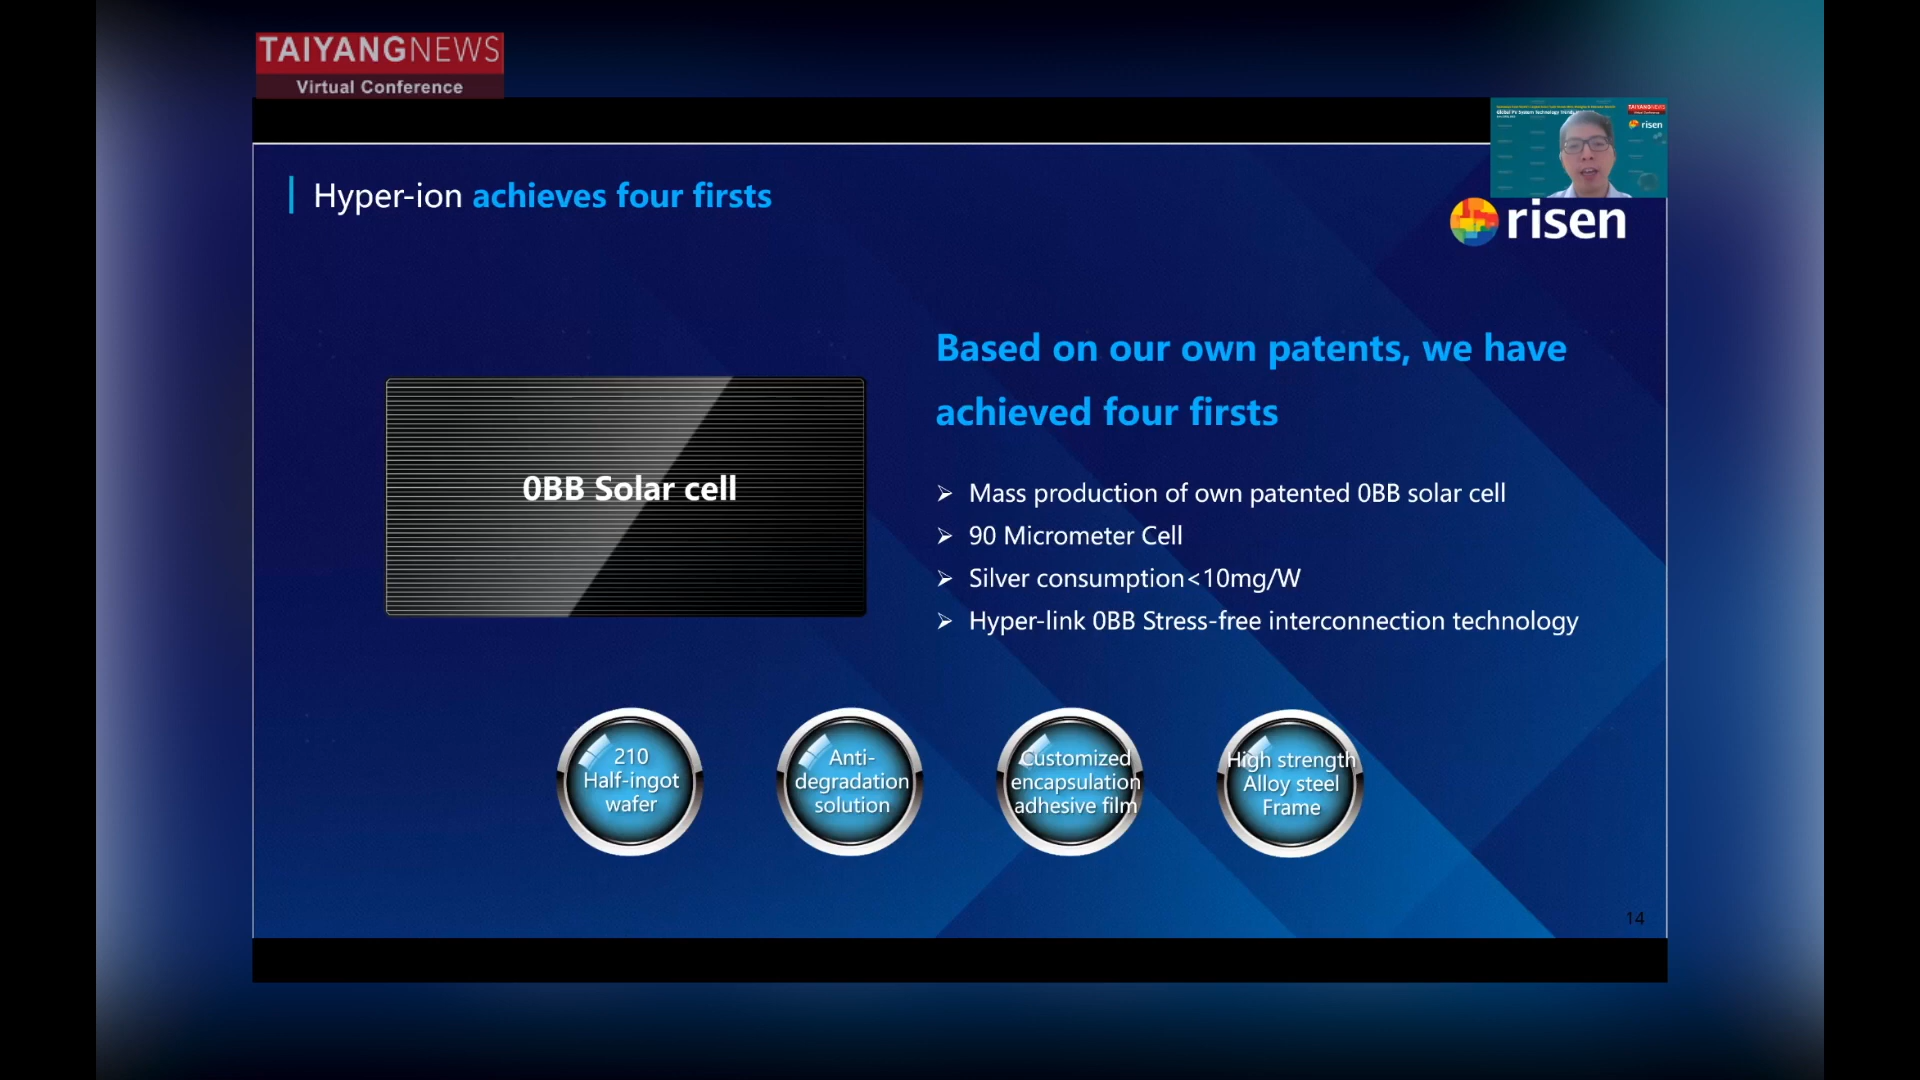 TAIYANGNEWS
Virtual Conference
TAIYANGNEWS
risen
Hyper-ion achieves four firsts
risen
Based on our own patents, we have
achieved four firsts
0BB Solar cell
➢ Mass production of own patented 0BB solar cell
➢ 90 Micrometer Cell
➢ Silver consumption<10mg/W
➢ Hyper-link 0BB Stress-free interconnection technology
210
Half-ingot
wafer
Anti-
degradation
solution
Customized
encapsulation
adhesive film
High strength
Alloy steel
Frame
14